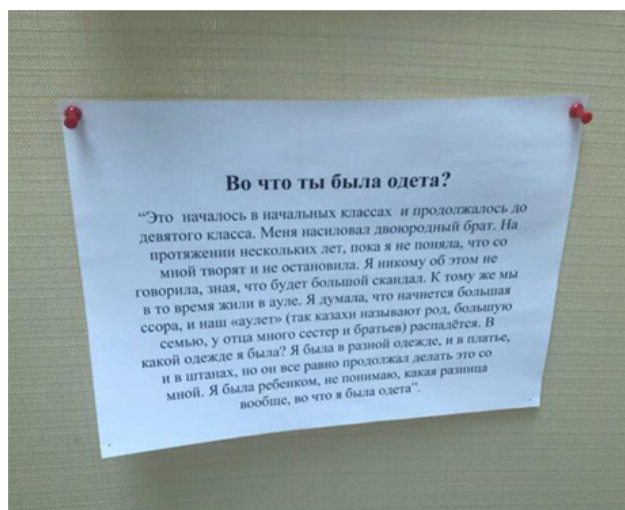 Во что ты была одета?
“Это началось в начальных классах и продолжалось до
девятого класса. Меня насиловал двоюродный брат. На
протяжении нескольких лет, пока я не поняла, что со
мной творят и не остановила. Я никому об этом не
говорила, зная, что будет большой скандал. К тому же мы
в то время жили в ауле. Я думала, что начнется большая
ссора, и наш «аулет» (так казахи называют род, большую
семью, у отца много сестер и братьев) распадётся. В
какой одежде я была? Я была в разной одежде, и в платье,
и в штанах, но он все равно продолжал делать это со
мной. Я была ребенком, не понимаю, какая разница
вообще, во что я была одета”.